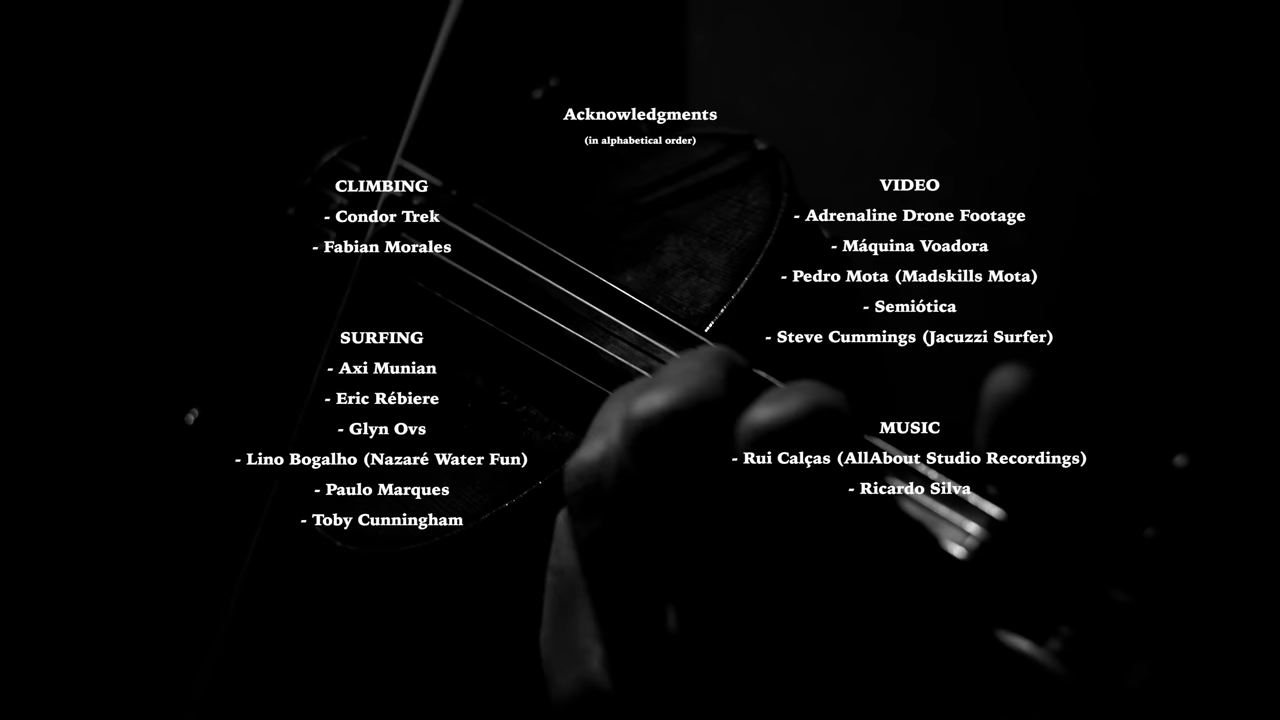 Acknowledgments
(in alphabetical order)
CLIMBING
- Condor Trek
- Fabian Morales
SURFING
- Axi Munian
- Eric Rébiere
- Glyn Ovs
- Lino Bogalho (Nazaré Water Fun)
- Paulo Marques
- Toby Cunningham
VIDEO
- Adrenaline Drone Footage
- Máquina Voadora
- Pedro Mota (Madskills Mota)
- Semiótica
- Steve Cummings (Jacuzzi Surfer)
MUSIC
- Rui Calças (AllAbout Studio Recordings)
- Ricardo Silva